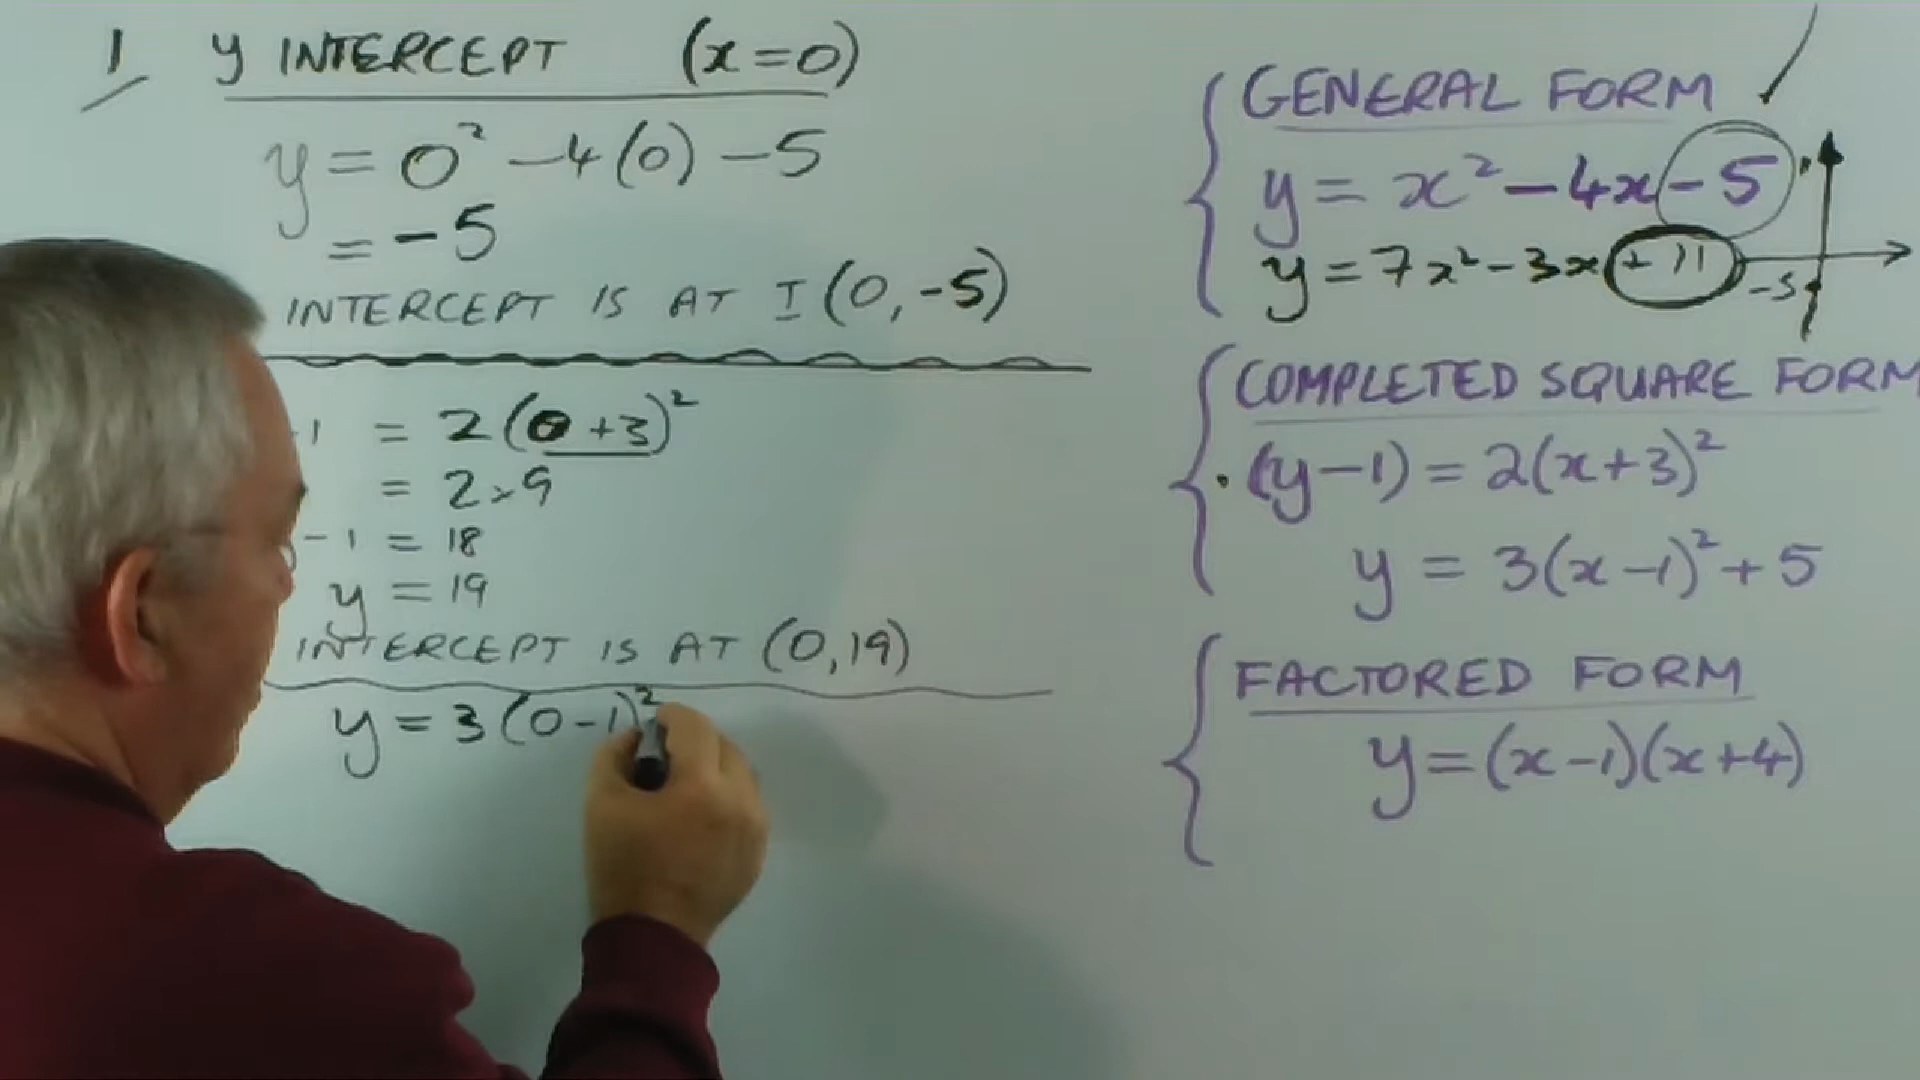 1 y INTERCEPT (x=0)
y = 0² -4(0) -5
= -5
INTERCEPT IS AT I (0,-5)
-1 = 2(0+3)²
= 2×9
-1 = 18
y = 19
INTERCEPT IS AT (0,19)
y = 3(0-1)²
GENERAL FORM
y = x² -4x -5
y = 7x² -3x +11
-5
COMPLETED SQUARE FORM
(y-1) = 2(x+3)²
y = 3(x-1)² + 5
FACTORED FORM
y = (x-1)(x+4)